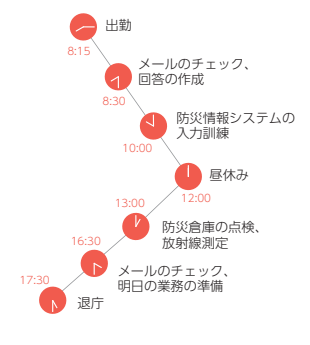 出勤
8:15
メールのチェック、
回答の作成
8:30
防災情報システムの
入力訓練
10:00
昼休み
12:00
13:00
防災倉庫の点検、
放射線測定
16:30
メールのチェック、
明日の業務の準備
17:30
退庁